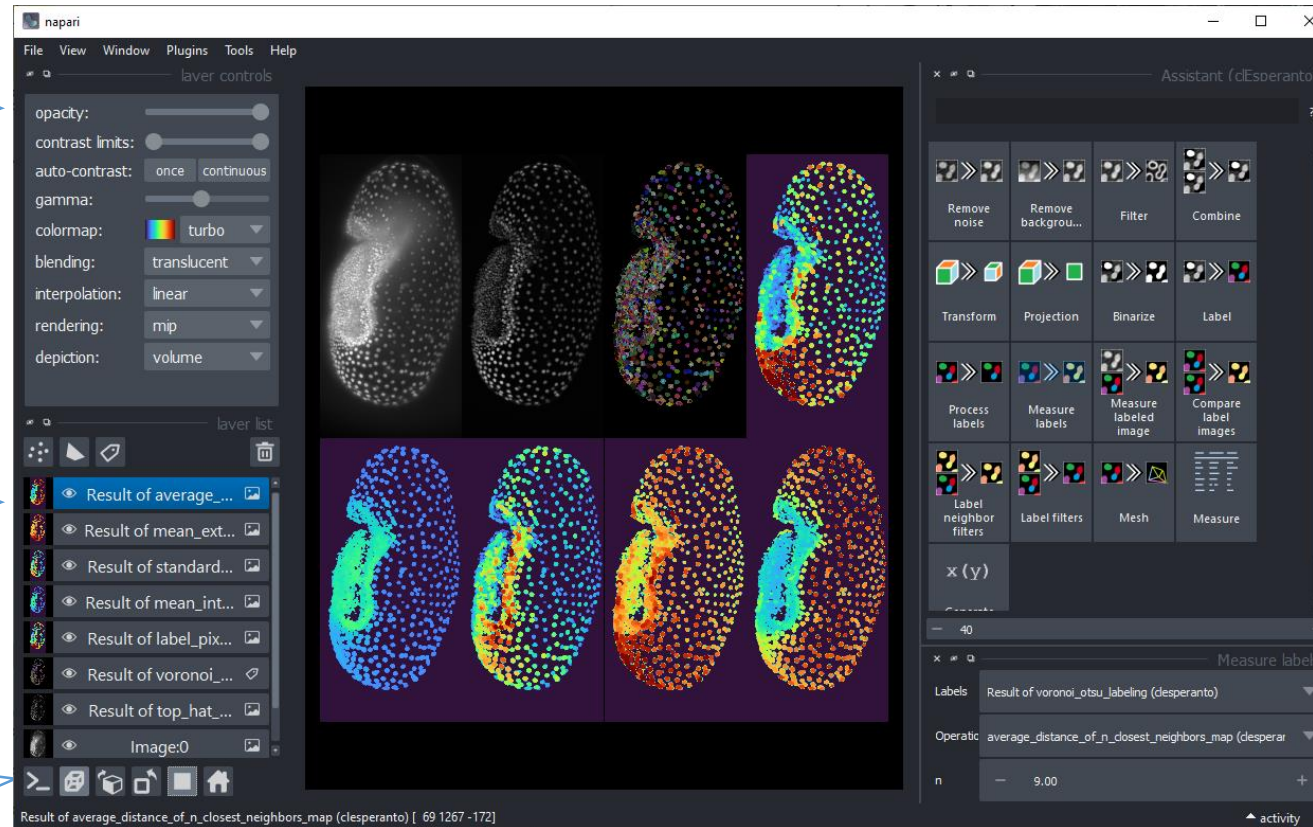 napari
File View Window Plugins Tools Help
layer controls
Assistant (clEsperanto
opacity:
contrast limits:
auto-contrast: once continuous
gamma:
colormap: turbo
blending: translucent
interpolation: linear
rendering: mip
depiction: volume
layer list
Result of average_...
Result of mean_ext...
Result of standard...
Result of mean_int...
Result of label_pix...
Result of voronoi_...
Result of top_hat_...
Image:0
Remove noise
Remove backgrou...
Filter
Combine
Transform
Projection
Binarize
Label
Process labels
Measure labels
Measure labeled image
Compare label images
Label neighbor filters
Label filters
Mesh
Measure
x (y)
40
Measure label
Labels Result of voronoi_otsu_labeling (clesperanto)
Operatic average_distance_of_n_closest_neighbors_map (clesperar
n 9.00
Result of average_distance_of_n_closest_neighbors_map (clesperanto) [ 69 1267 -172]
activity